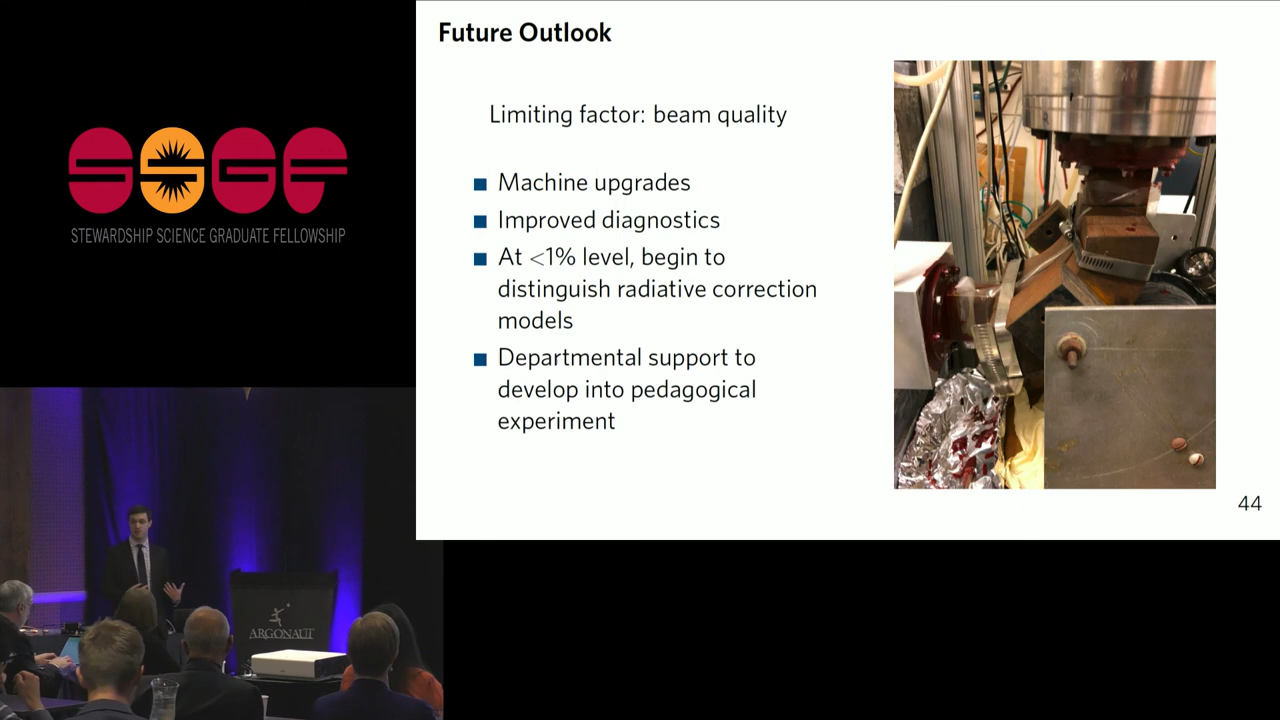 SSGF
STEWARDSHIP SCIENCE GRADUATE FELLOWSHIP
Future Outlook
Limiting factor: beam quality
Machine upgrades
Improved diagnostics
At <1% level, begin to
distinguish radiative correction
models
Departmental support to
develop into pedagogical
experiment
44
ARGONAUT